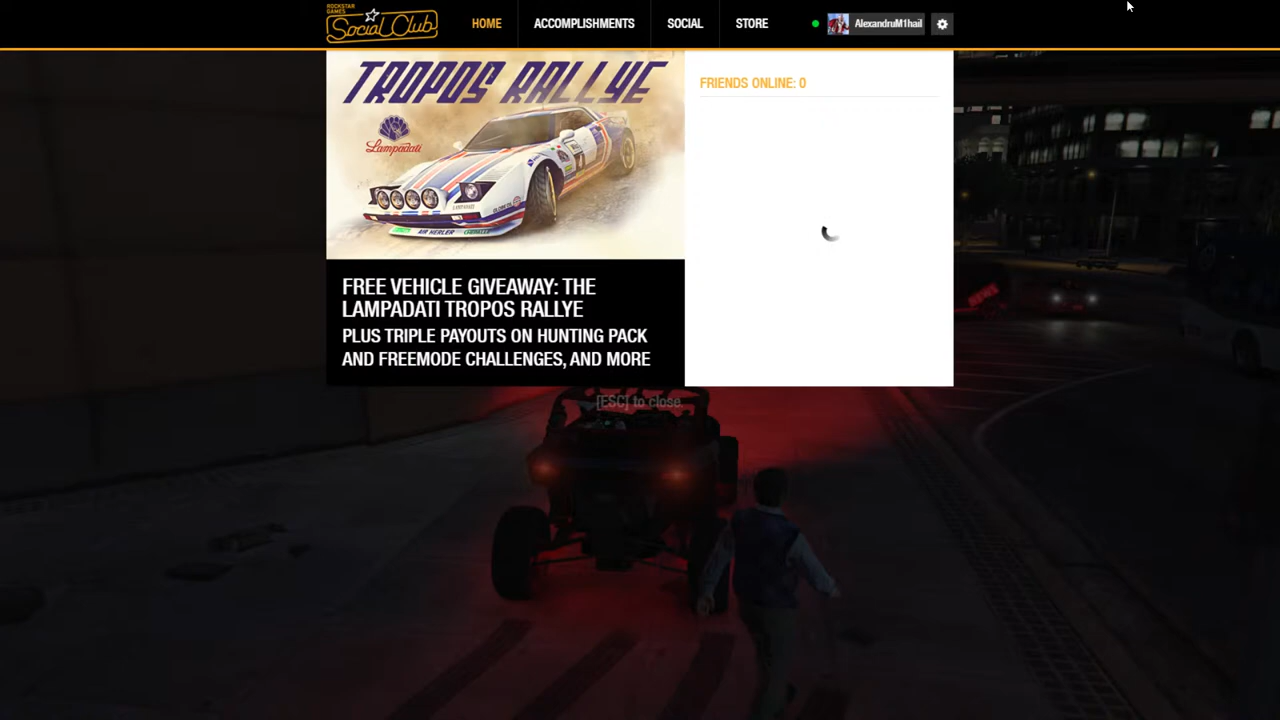 ROCKSTAR
GAMES
Social Club
HOME
ACCOMPLISHMENTS
SOCIAL
STORE
AlexandruM1hail
TROPOS RALLYE
Lampadati
FREE VEHICLE GIVEAWAY: THE
LAMPADATI TROPOS RALLYE
PLUS TRIPLE PAYOUTS ON HUNTING PACK
AND FREEMODE CHALLENGES, AND MORE
FRIENDS ONLINE: 0
[ESC] to close.
NEWS